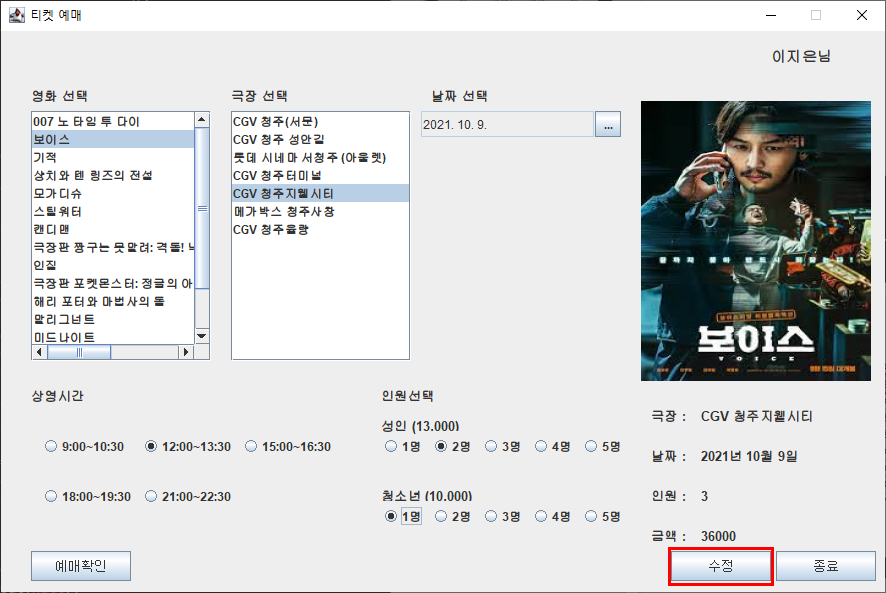 티켓 예매
이지은님
영화 선택
극장 선택
날짜 선택
007 노 타임 투 다이
보이스
기적
샹치와 텐 링즈의 전설
모가디슈
스틸워터
캔디맨
극장판 짱구는 못말려: 격돌!
인질
극장판 포켓몬스터: 정글의 아
해리 포터와 마법사의 돌
말리그넌트
미드나이트
CGV 청주(서문)
CGV 청주 성안길
롯데 시네마 서청주 (아울렛)
CGV 청주터미널
CGV 청주지웰시티
메가박스 청주사창
CGV 청주율량
2021. 10. 9.
...
보이스
VOICE
상영시간
9:00~10:30 12:00~13:30 15:00~16:30
18:00~19:30 21:00~22:30
인원선택
성인 (13.000)
1명 2명 3명 4명 5명
청소년 (10.000)
1명 2명 3명 4명 5명
극장 : CGV 청주지웰시티
날짜 : 2021년 10월 9일
인원 : 3
금액 : 36000
예매확인
수정
종료